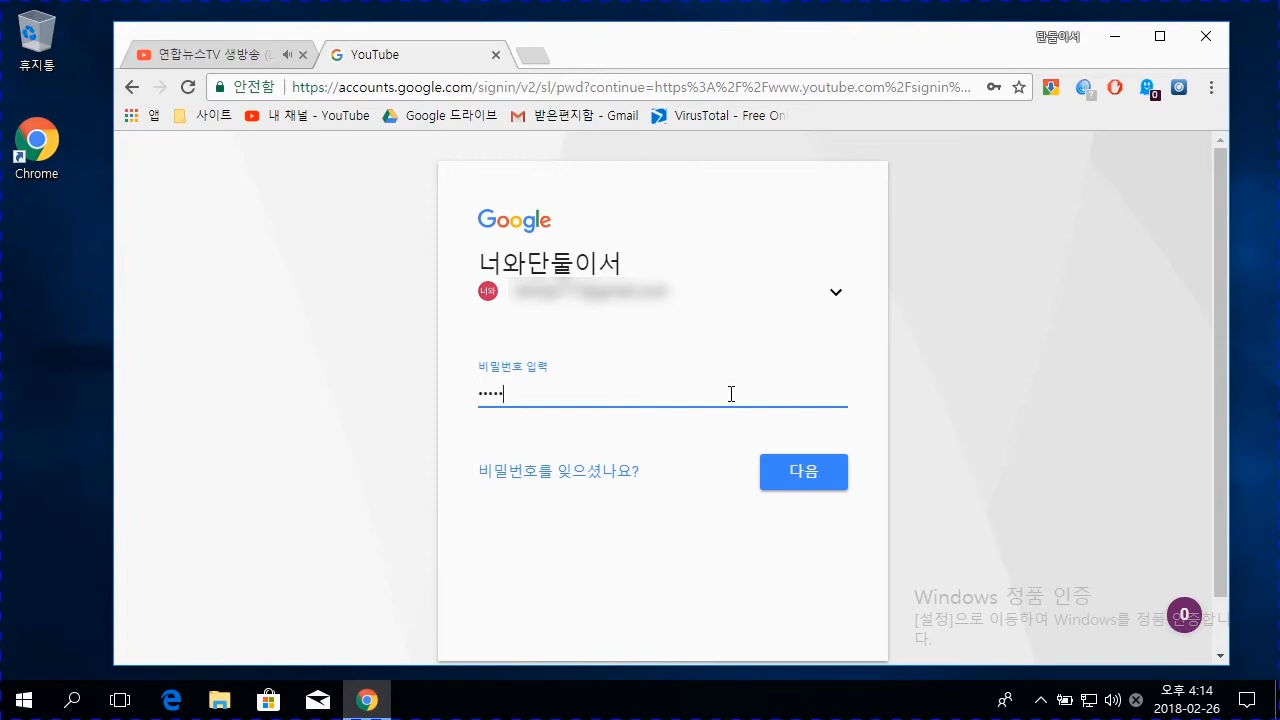 휴지통
Chrome
연합뉴스TV 생방송
YouTube
단둘이서
안전함
https://accounts.google.com/signin/v2/sl/pwd?continue=https%3A%2F%2Fwww.youtube.com%2Fsignin%...
앱
사이트
내 채널 - YouTube
Google 드라이브
받은편지함 - Gmail
VirusTotal - Free On
Google
너와단둘이서
너와
비밀번호 입력
•••••
비밀번호를 잊으셨나요?
다음
Windows 정품 인증
[설정]으로 이동하여 Windows를 정품 인증합니
다.
0
0
오후 4:14
2018-02-26